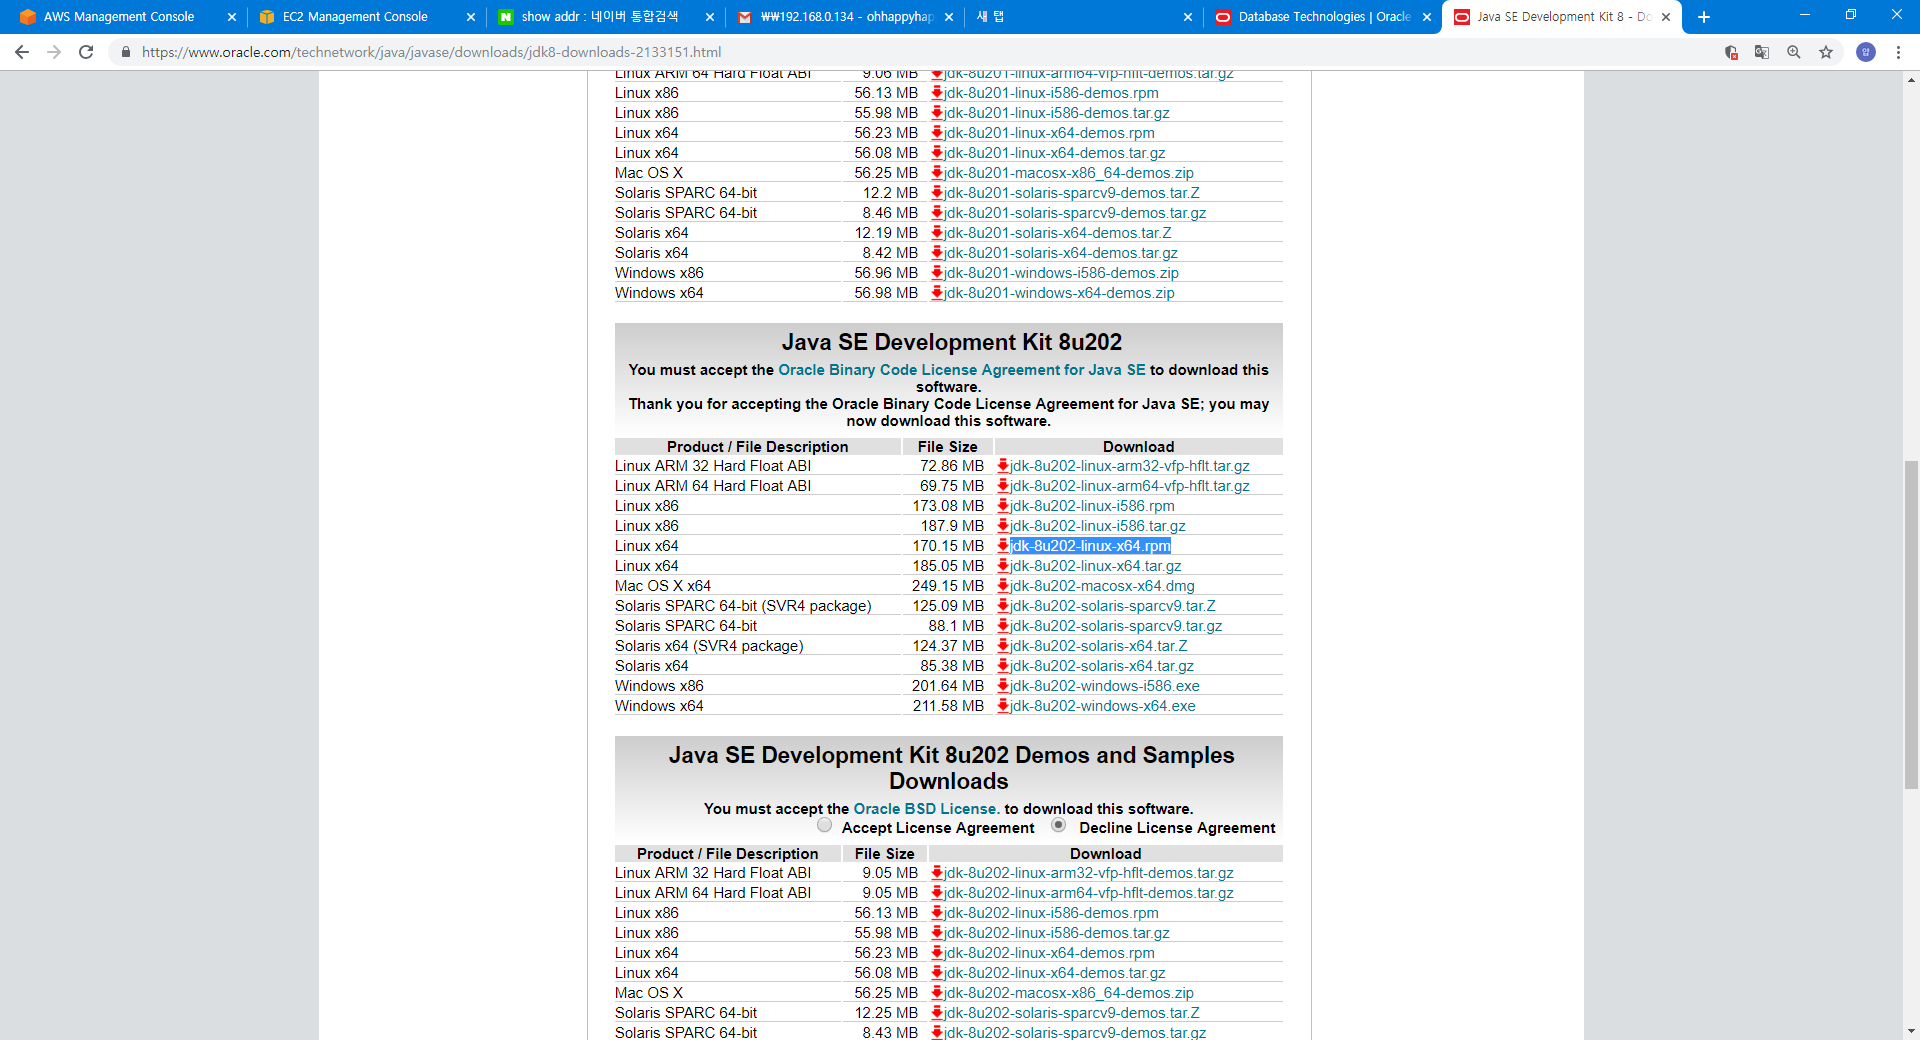 AWS Management Console
EC2 Management Console
show addr : 네이버 통합검색
₩₩192.168.0.134 - ohhappyhap
새 탭
Database Technologies | Oracle
Java SE Development Kit 8 - Do
https://www.oracle.com/technetwork/java/javase/downloads/jdk8-downloads-2133151.html
Linux ARM 64 Hard Float ABI 9.06 MB jdk-8u201-linux-arm64-vfp-hflt-demos.tar.gz
Linux x86 56.13 MB jdk-8u201-linux-i586-demos.rpm
Linux x86 55.98 MB jdk-8u201-linux-i586-demos.tar.gz
Linux x64 56.23 MB jdk-8u201-linux-x64-demos.rpm
Linux x64 56.08 MB jdk-8u201-linux-x64-demos.tar.gz
Mac OS X 56.25 MB jdk-8u201-macosx-x86_64-demos.zip
Solaris SPARC 64-bit 12.2 MB jdk-8u201-solaris-sparcv9-demos.tar.Z
Solaris SPARC 64-bit 8.46 MB jdk-8u201-solaris-sparcv9-demos.tar.gz
Solaris x64 12.19 MB jdk-8u201-solaris-x64-demos.tar.Z
Solaris x64 8.42 MB jdk-8u201-solaris-x64-demos.tar.gz
Windows x86 56.96 MB jdk-8u201-windows-i586-demos.zip
Windows x64 56.98 MB jdk-8u201-windows-x64-demos.zip
Java SE Development Kit 8u202
You must accept the Oracle Binary Code License Agreement for Java SE to download this
software.
Thank you for accepting the Oracle Binary Code License Agreement for Java SE; you may
now download this software.
Product / File Description File Size Download
Linux ARM 32 Hard Float ABI 72.86 MB jdk-8u202-linux-arm32-vfp-hflt.tar.gz
Linux ARM 64 Hard Float ABI 69.75 MB jdk-8u202-linux-arm64-vfp-hflt.tar.gz
Linux x86 173.08 MB jdk-8u202-linux-i586.rpm
Linux x86 187.9 MB jdk-8u202-linux-i586.tar.gz
Linux x64 170.15 MB jdk-8u202-linux-x64.rpm
Linux x64 185.05 MB jdk-8u202-linux-x64.tar.gz
Mac OS X x64 249.15 MB jdk-8u202-macosx-x64.dmg
Solaris SPARC 64-bit (SVR4 package) 125.09 MB jdk-8u202-solaris-sparcv9.tar.Z
Solaris SPARC 64-bit 88.1 MB jdk-8u202-solaris-sparcv9.tar.gz
Solaris x64 (SVR4 package) 124.37 MB jdk-8u202-solaris-x64.tar.Z
Solaris x64 85.38 MB jdk-8u202-solaris-x64.tar.gz
Windows x86 201.64 MB jdk-8u202-windows-i586.exe
Windows x64 211.58 MB jdk-8u202-windows-x64.exe
Java SE Development Kit 8u202 Demos and Samples
Downloads
You must accept the Oracle BSD License. to download this software.
Accept License Agreement Decline License Agreement
Product / File Description File Size Download
Linux ARM 32 Hard Float ABI 9.05 MB jdk-8u202-linux-arm32-vfp-hflt-demos.tar.gz
Linux ARM 64 Hard Float ABI 9.05 MB jdk-8u202-linux-arm64-vfp-hflt-demos.tar.gz
Linux x86 56.13 MB jdk-8u202-linux-i586-demos.rpm
Linux x86 55.98 MB jdk-8u202-linux-i586-demos.tar.gz
Linux x64 56.23 MB jdk-8u202-linux-x64-demos.rpm
Linux x64 56.08 MB jdk-8u202-linux-x64-demos.tar.gz
Mac OS X 56.25 MB jdk-8u202-macosx-x86_64-demos.zip
Solaris SPARC 64-bit 12.25 MB jdk-8u202-solaris-sparcv9-demos.tar.Z
Solaris SPARC 64-bit 8.43 MB jdk-8u202-solaris-sparcv9-demos.tar.gz